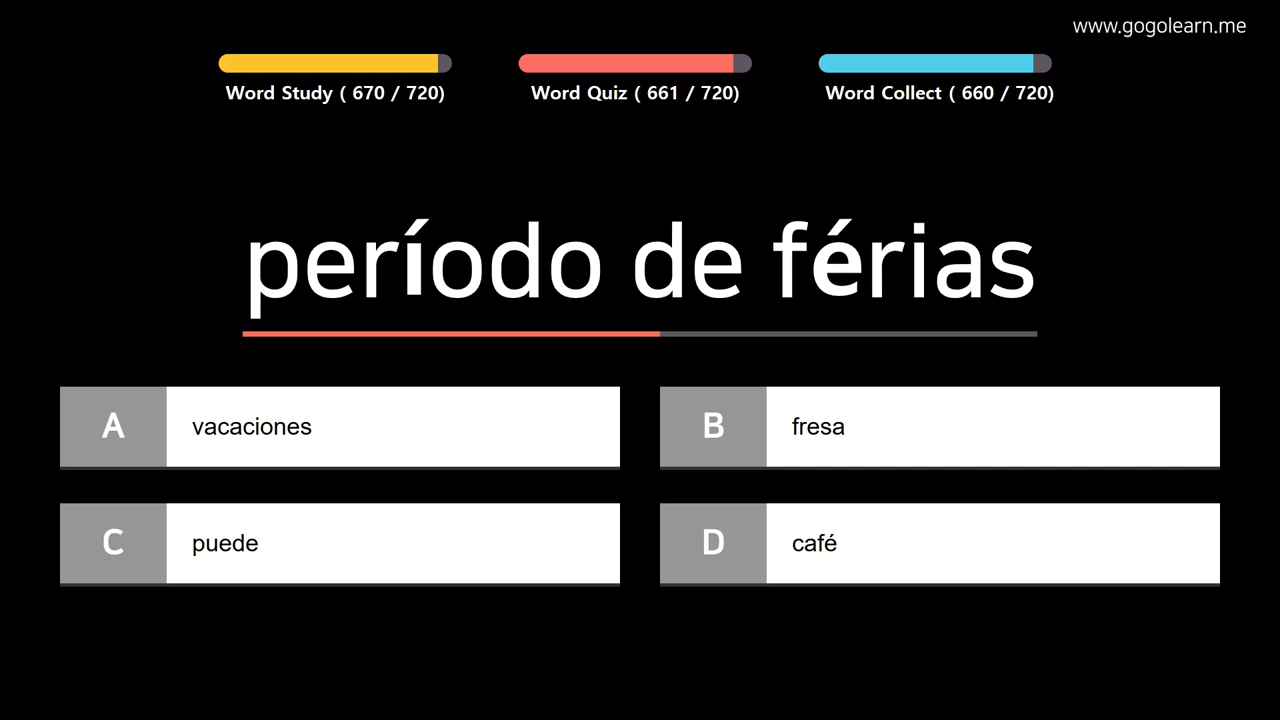 www.gogolearn.me
Word Study ( 670 / 720)
Word Quiz ( 661 / 720)
Word Collect ( 660 / 720)
período de férias
A vacaciones
B fresa
C puede
D café